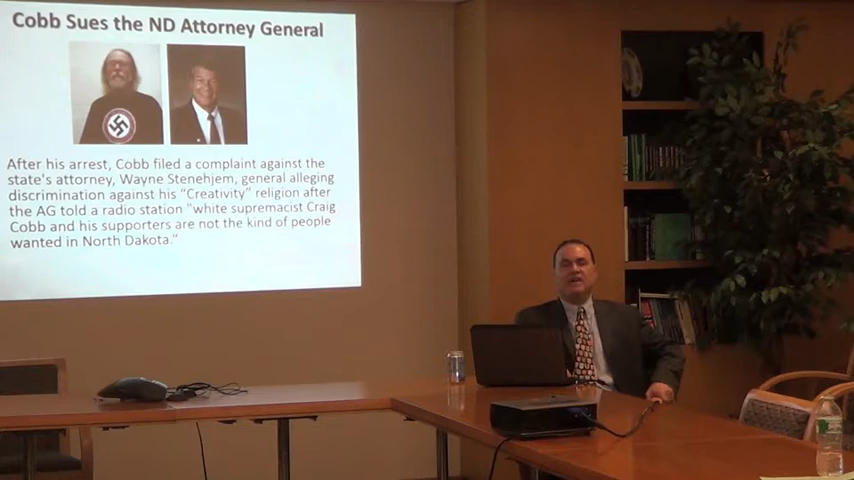 Cobb Sues the ND Attorney General
After his arrest, Cobb filed a complaint against the
state's attorney, Wayne Stenehjem, general alleging
discrimination against his “Creativity” religion after
the AG told a radio station "white supremacist Craig
Cobb and his supporters are not the kind of people
wanted in North Dakota.”